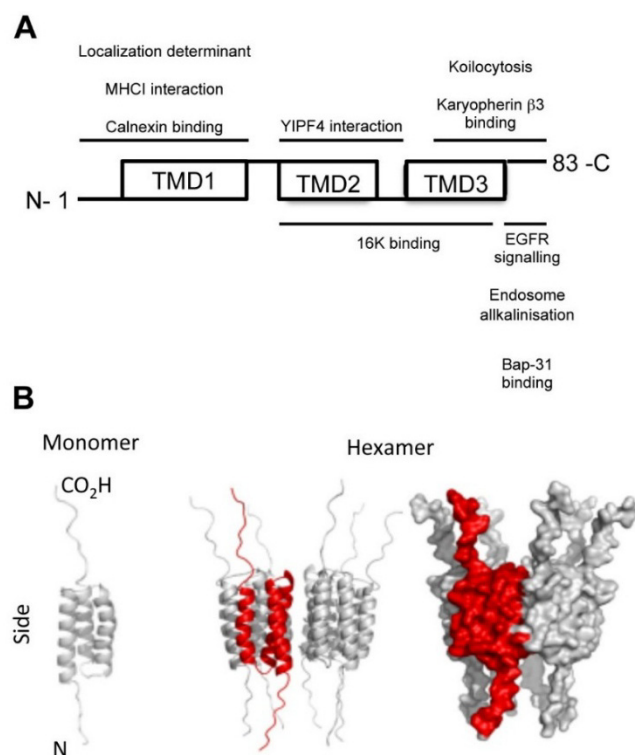 A
Localization determinant
MHCI interaction
Calnexin binding
YIPF4 interaction
Koilocytosis
Karyopherin β3
binding
N- 1
TMD1
TMD2
TMD3
83 -C
16K binding
EGFR
signalling
Endosome
allkalinisation
Bap-31
binding
B
Monomer
Hexamer
CO₂H
Side
N